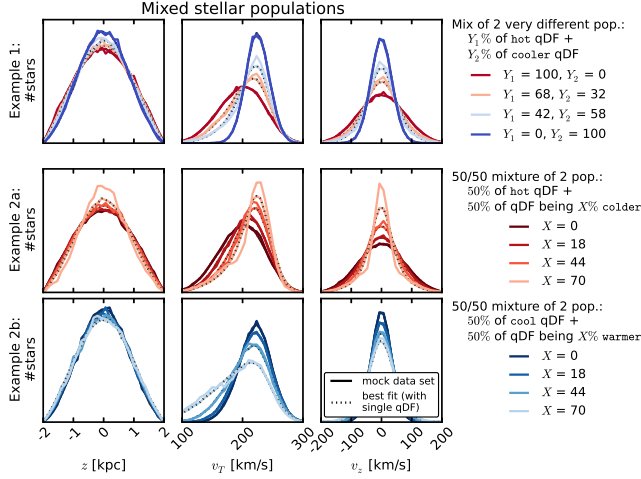 Mixed stellar populations
Example 1:
#stars
Mix of 2 very different pop.:
Y₁% of hot qDF +
Y₂% of cooler qDF
Y₁ = 100, Y₂ = 0
Y₁ = 68, Y₂ = 32
Y₁ = 42, Y₂ = 58
Y₁ = 0, Y₂ = 100
Example 2a:
#stars
50/50 mixture of 2 pop.:
50% of hot qDF +
50% of qDF being X% colder
X = 0
X = 18
X = 44
X = 70
Example 2b:
#stars
50/50 mixture of 2 pop.:
50% of cool qDF +
50% of qDF being X% warmer
X = 0
X = 18
X = 44
X = 70
mock data set
best fit (with
single qDF)
-2 -1 0 1 2
100 200 300
-200 -100 0 100 200
z [kpc]
v_T [km/s]
v_z [km/s]